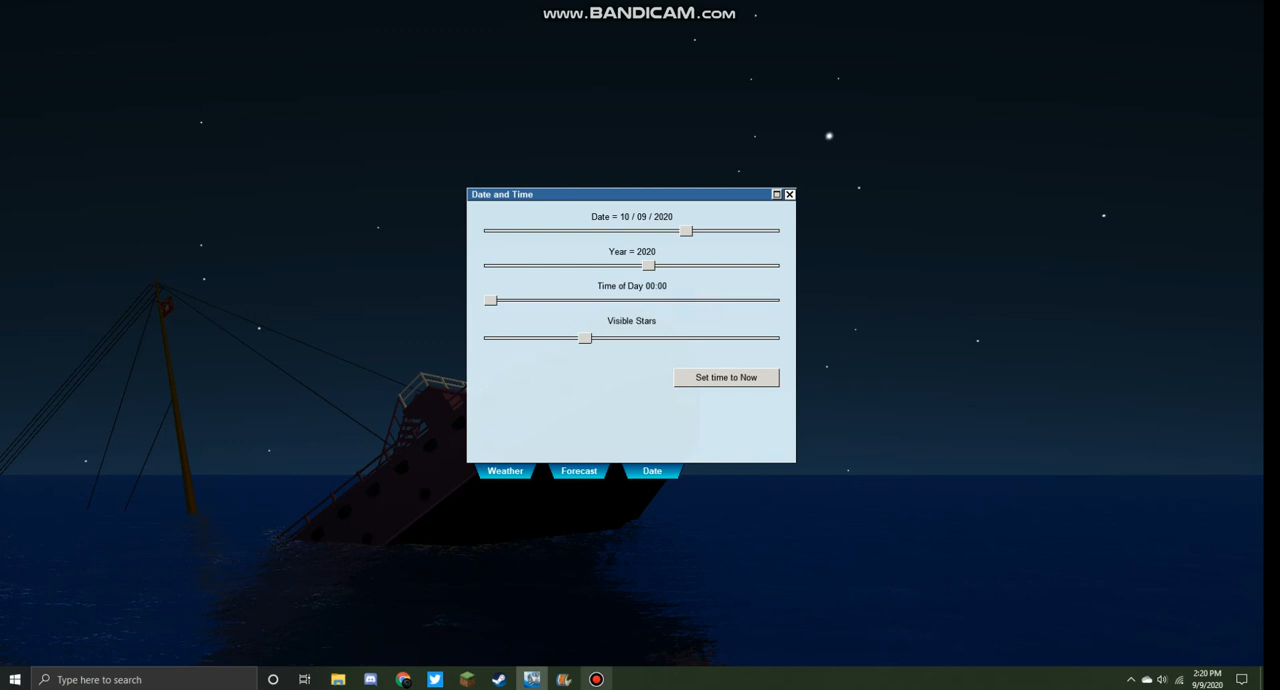 www.BANDICAM.com
Date and Time
Date = 10 / 09 / 2020
Year = 2020
Time of Day 00:00
Visible Stars
Set time to Now
Weather Forecast Date
Type here to search
2:20 PM
9/9/2020